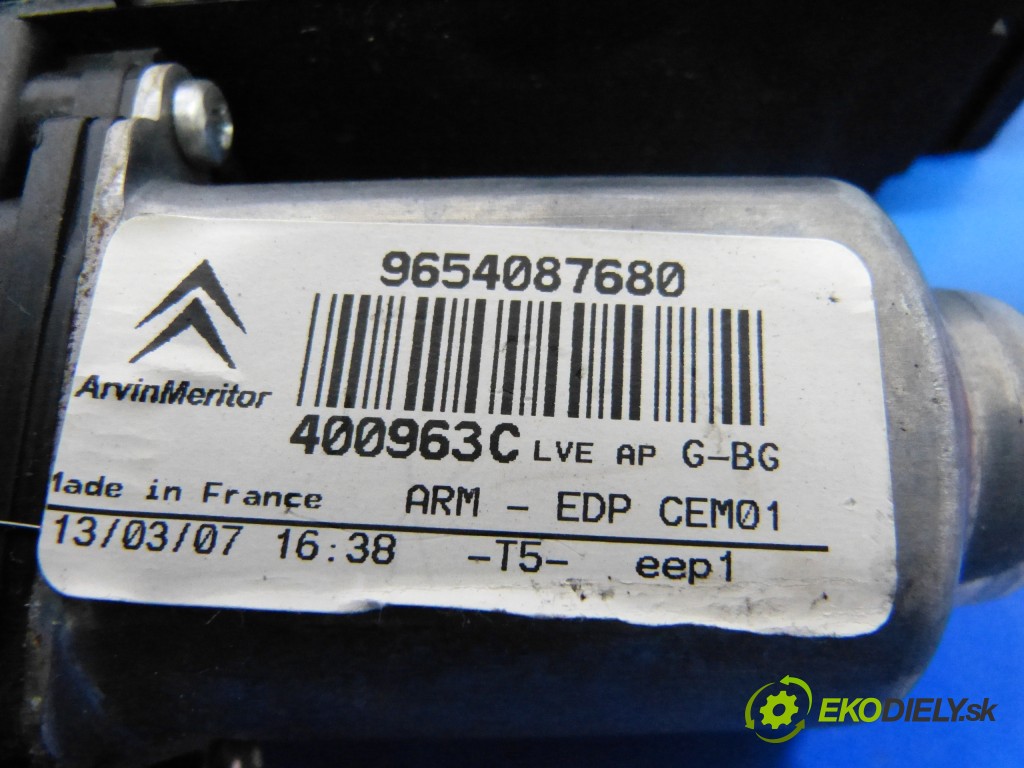 9654087680
ArvinMeritor
400963C LVE AP G-BG
Made in France ARM - EDP CEM01
13/03/07 16:38 -T5- eep1
EKODIELY.sk